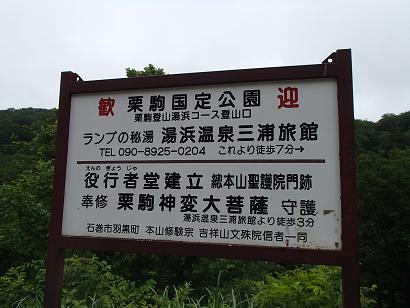 歓 栗駒国定公園 迎
栗駒登山湯浜コース登山口
ランプの秘湯 湯浜温泉三浦旅館
TEL 090-8925-0204 これより徒歩7分→
えんの ぎょう じゃ
役行者堂建立 総本山聖護院門跡
奉修 栗駒神変大菩薩 守護
湯浜温泉三浦旅館より徒歩3分
石巻市羽黒町 本山修験宗 吉祥山文殊院信者一同